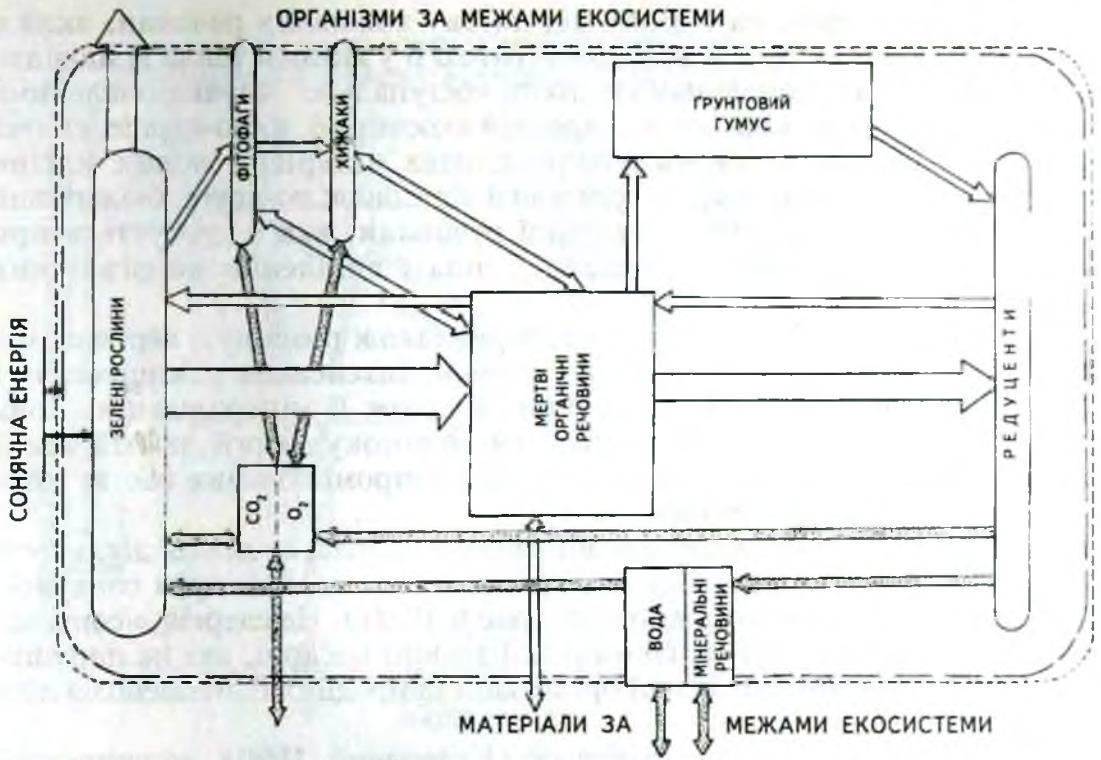 ОРГАНІЗМИ ЗА МЕЖАМИ ЕКОСИСТЕМИ
ФІТОФАГИ
ХИЖАКИ
ҐРУНТОВИЙ
ГУМУС
СОНЯЧНА ЕНЕРГІЯ
ЗЕЛЕНІ РОСЛИНИ
МЕРТВІ
ОРГАНІЧНІ
РЕЧОВИНИ
РЕДУЦЕНТИ
CO2
O2
ВОДА
МІНЕРАЛЬНІ
РЕЧОВИНИ
МАТЕРІАЛИ ЗА МЕЖАМИ ЕКОСИСТЕМИ